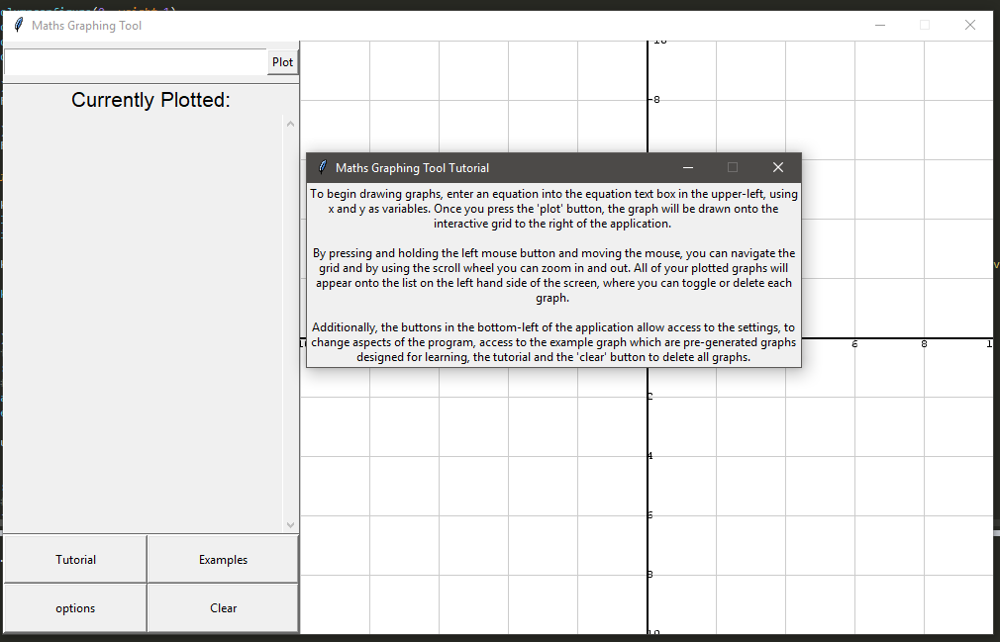 Maths Graphing Tool
Plot
Currently Plotted:
8
Maths Graphing Tool Tutorial
To begin drawing graphs, enter an equation into the equation text box in the upper-left, using
x and y as variables. Once you press the 'plot' button, the graph will be drawn onto the
interactive grid to the right of the application.
By pressing and holding the left mouse button and moving the mouse, you can navigate the
grid and by using the scroll wheel you can zoom in and out. All of your plotted graphs will
appear onto the list on the left hand side of the screen, where you can toggle or delete each
graph.
Additionally, the buttons in the bottom-left of the application allow access to the settings, to
change aspects of the program, access to the example graph which are pre-generated graphs
designed for learning, the tutorial and the 'clear' button to delete all graphs.
6 8
4
6
8
Tutorial Examples
options Clear